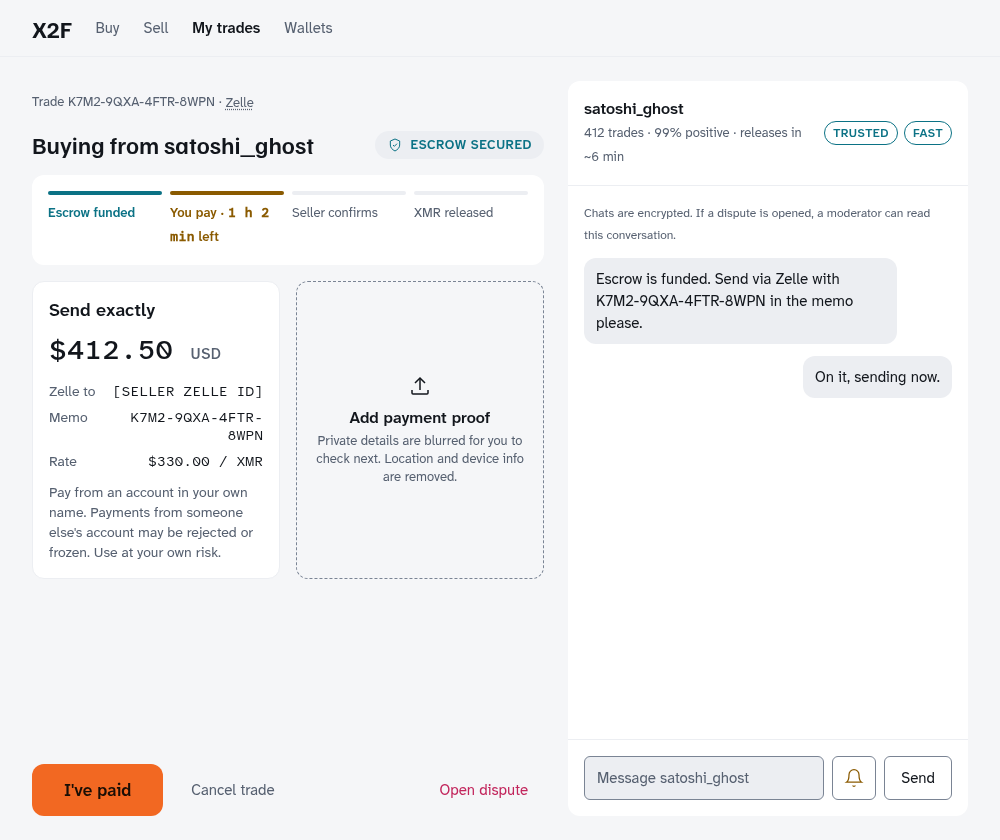 X2F Buy Sell My trades Wallets
Trade K7M2-9QXA-4FTR-8WPN · Zelle
Buying from satoshi_ghost
ESCROW SECURED
Escrow funded
You pay · 1 h 2
min left
Seller confirms
XMR released
Send exactly
$412.50 USD
Zelle to [SELLER ZELLE ID]
Memo K7M2-9QXA-4FTR-
8WPN
Rate $330.00 / XMR
Pay from an account in your own
name. Payments from someone
else's account may be rejected or
frozen. Use at your own risk.
Add payment proof
Private details are blurred for you to
check next. Location and device info
are removed.
I've paid
Cancel trade
Open dispute
satoshi_ghost
412 trades · 99% positive · releases in
~6 min
TRUSTED
FAST
Chats are encrypted. If a dispute is opened, a moderator can read
this conversation.
Escrow is funded. Send via Zelle with
K7M2-9QXA-4FTR-8WPN in the memo
please.
On it, sending now.
Message satoshi_ghost
Send